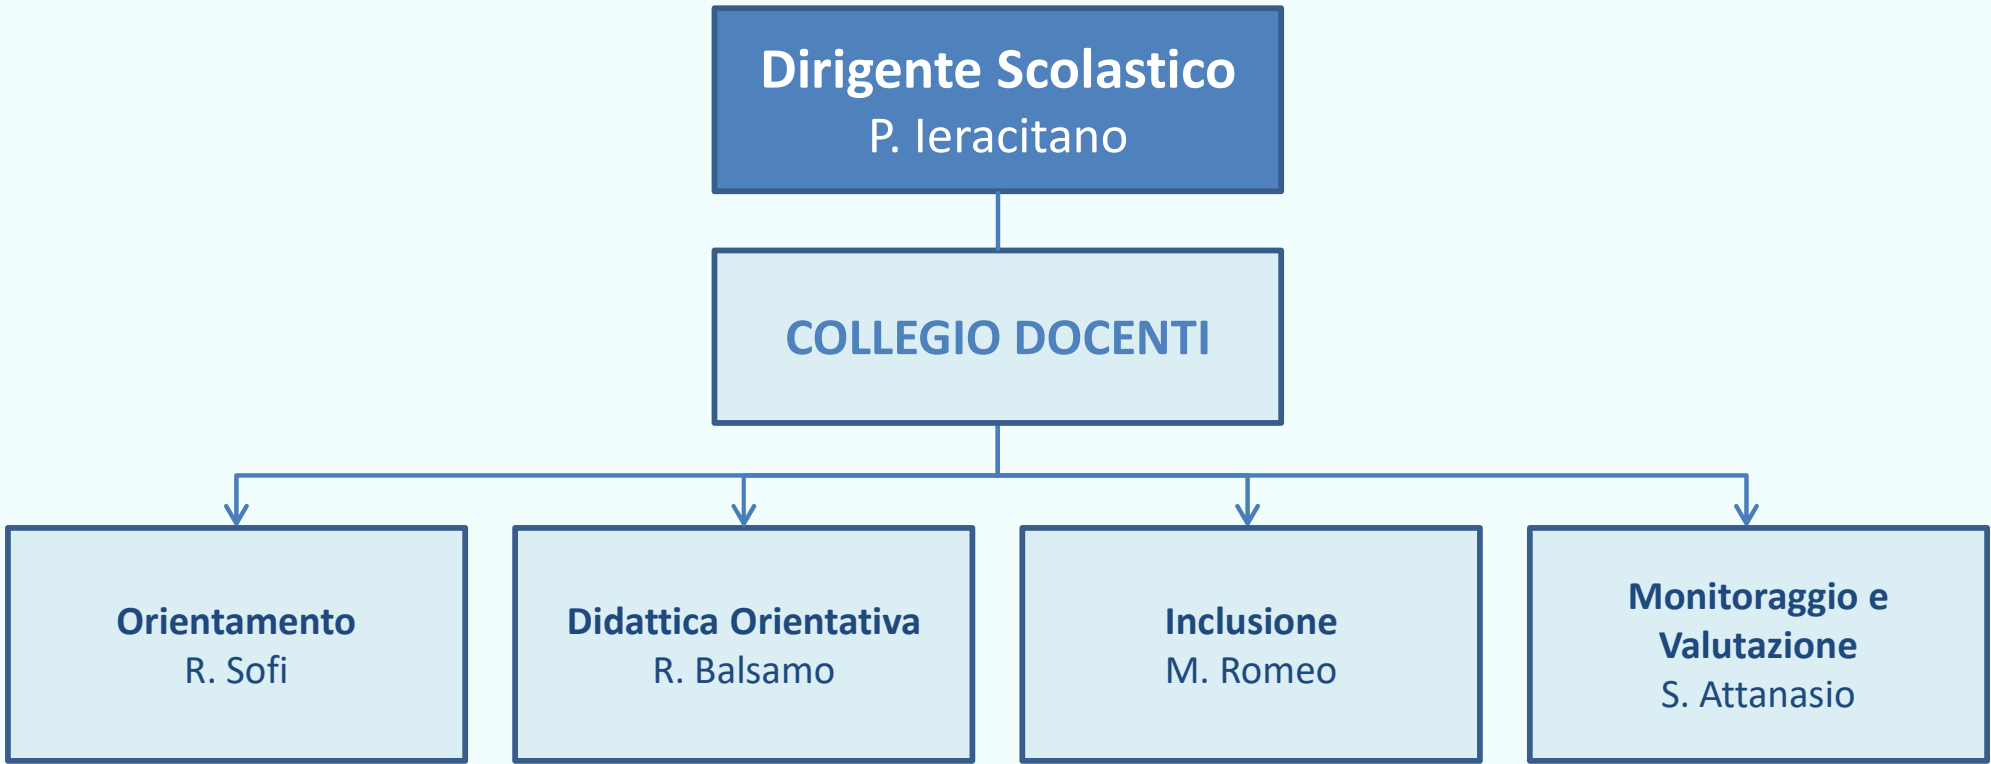 Dirigente Scolastico
P. Ieracitano
COLLEGIO DOCENTI
Orientamento
R. Sofi
Didattica Orientativa
R. Balsamo
Inclusione
M. Romeo
Monitoraggio e
Valutazione
S. Attanasio